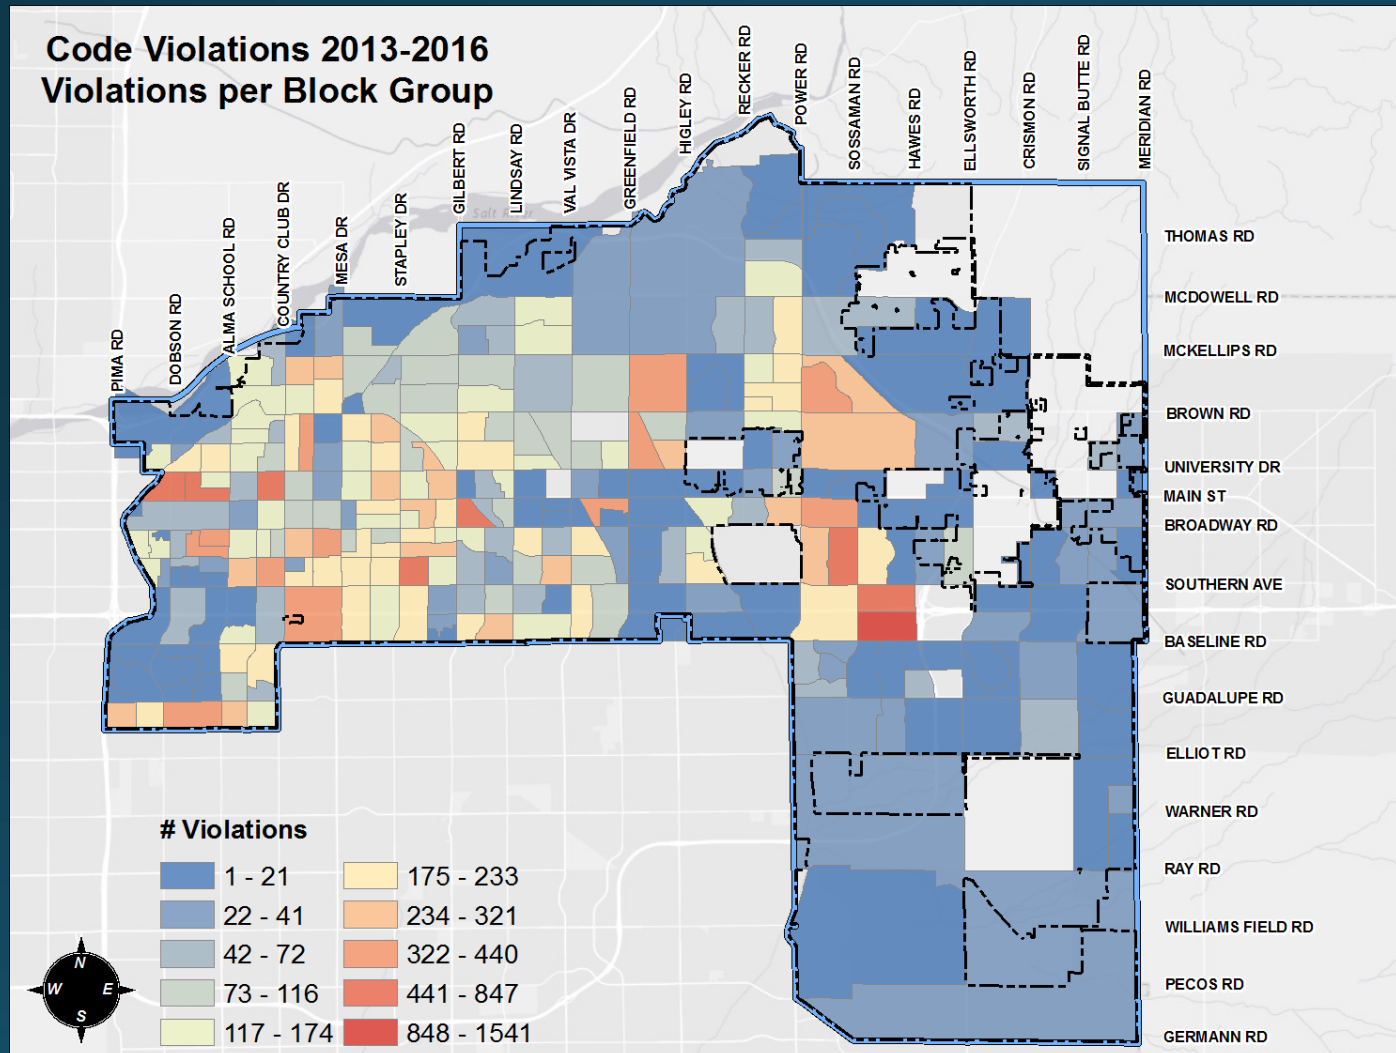 Code Violations 2013-2016
Violations per Block Group
PIMA RD
DOBSON RD
ALMA SCHOOL RD
COUNTRY CLUB DR
MESA DR
STAPLEY DR
GILBERT RD
LINDSAY RD
VAL VISTA DR
GREENFIELD RD
HIGLEY RD
RECKER RD
POWER RD
SOSSAMAN RD
HAWES RD
ELLSWORTH RD
CRISMON RD
SIGNAL BUTTE RD
MERIDIAN RD
Salt River
THOMAS RD
MCDOWELL RD
MCKELLIPS RD
BROWN RD
UNIVERSITY DR
MAIN ST
BROADWAY RD
SOUTHERN AVE
BASELINE RD
GUADALUPE RD
ELLIOT RD
WARNER RD
RAY RD
WILLIAMS FIELD RD
PECOS RD
GERMANN RD
# Violations
1 - 21
22 - 41
42 - 72
73 - 116
117 - 174
175 - 233
234 - 321
322 - 440
441 - 847
848 - 1541
N
W E
S